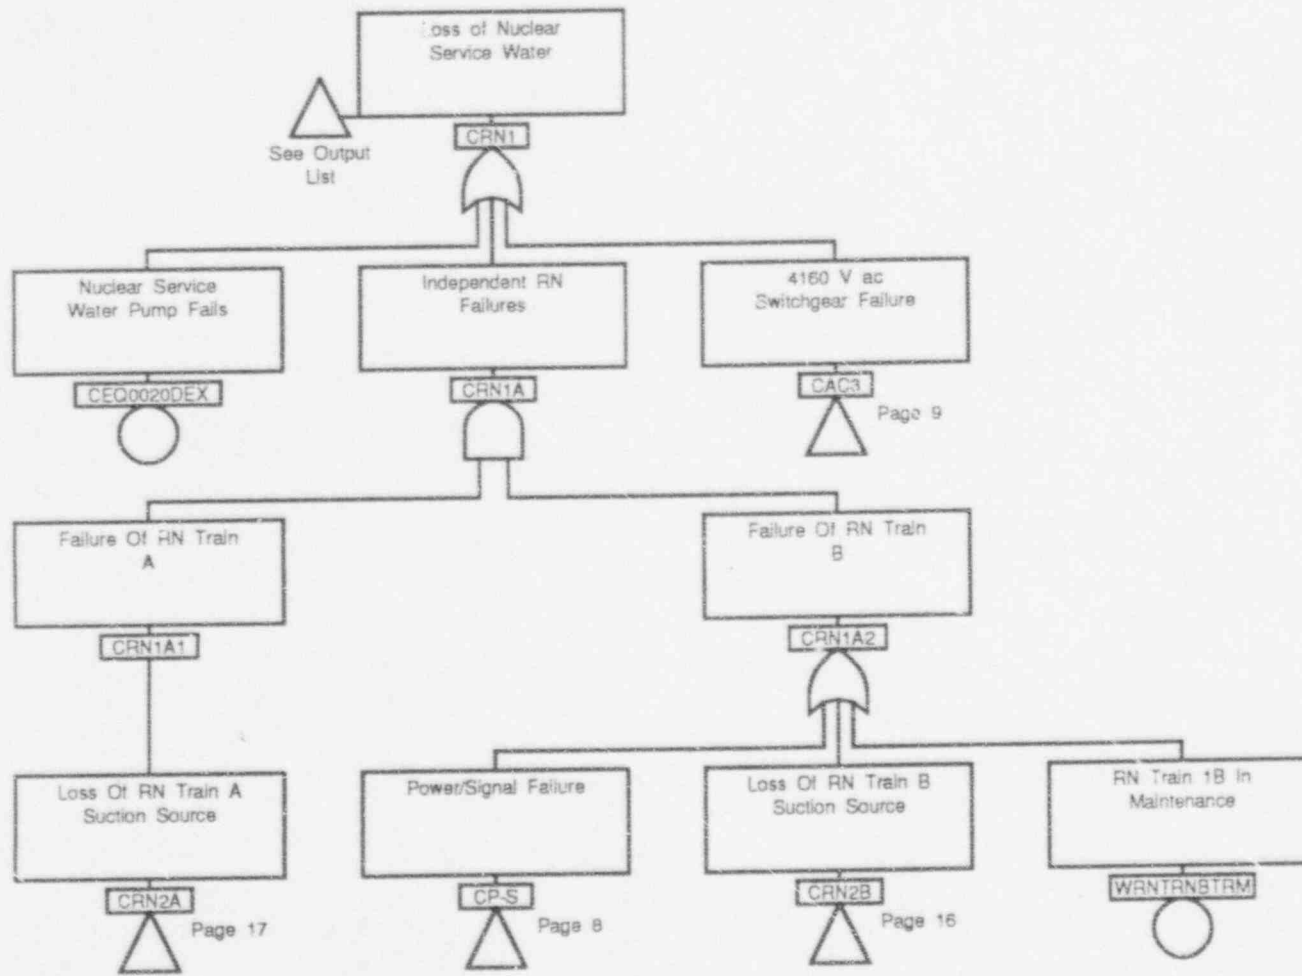 Loss of Nuclear
Service Water
See Output
List
CRN1
Nuclear Service
Water Pump Fails
CEQ0020DEX
Independent RN
Failures
CRN1A
4160 V ac
Switchgear Failure
CAC3
Page 9
Failure Of RN Train
A
CRN1A1
Failure Of RN Train
B
CRN1A2
Loss Of RN Train A
Suction Source
CRN2A
Page 17
Power/Signal Failure
CP-S
Page 8
Loss Of RN Train B
Suction Source
CRN2B
Page 16
RN Train 1B In
Maintenance
WRNTRNBTRM